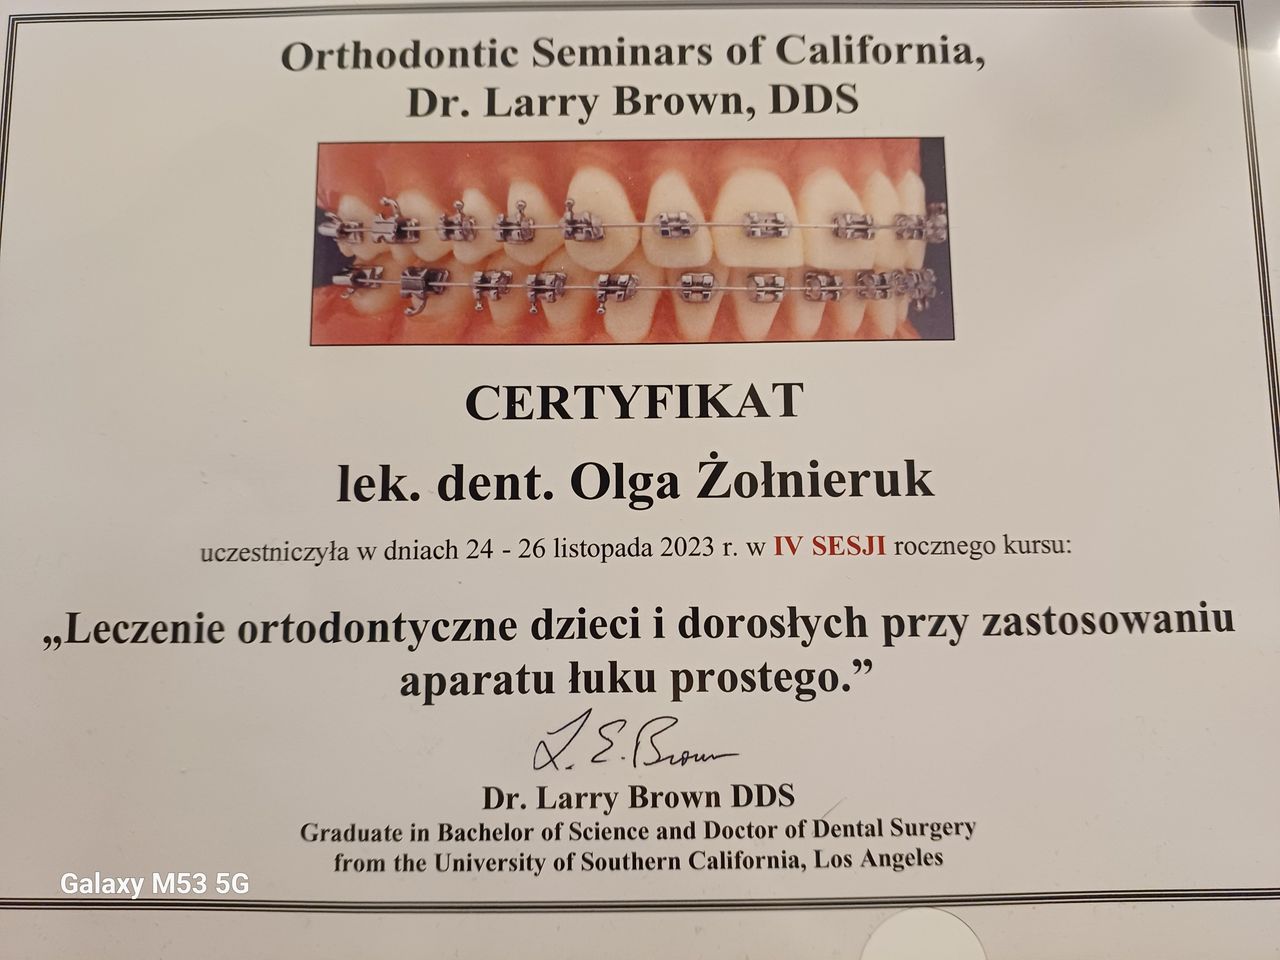 Orthodontic Seminars of California,
Dr. Larry Brown, DDS
CERTYFIKAT
lek. dent. Olga Żołnieruk
uczestniczyła w dniach 24 - 26 listopada 2023 r. w IV SESJI rocznego kursu:
„Leczenie ortodontyczne dzieci i dorosłych przy zastosowaniu
aparatu łuku prostego.”
L. E. Brown
Dr. Larry Brown DDS
Graduate in Bachelor of Science and Doctor of Dental Surgery
from the University of Southern California, Los Angeles
Galaxy M53 5G